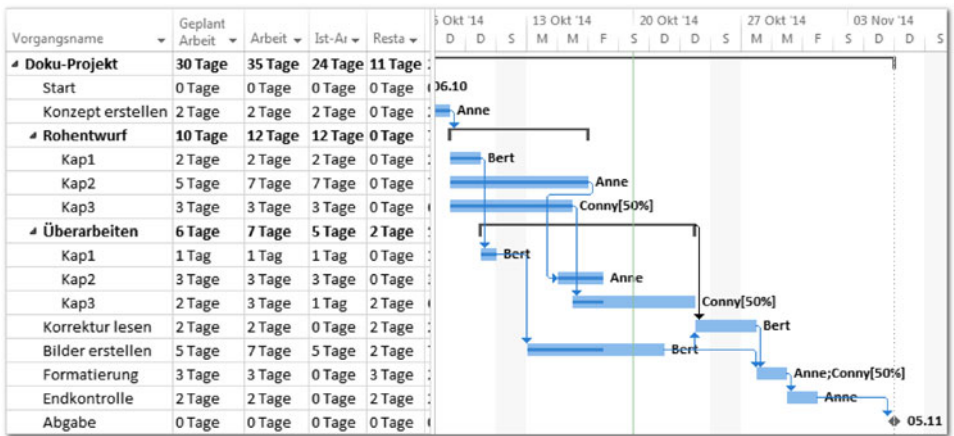 Geplant
Vorgangsname Arbeit Arbeit Ist-Ar Resta
Okt '14 13 Okt '14 20 Okt '14 27 Okt '14 03 Nov '14
D D S M M F S D D S M M F S D D S
Doku-Projekt 30 Tage 35 Tage 24 Tage 11 Tage
Start 0 Tage 0 Tage 0 Tage 0 Tage 06.10
Konzept erstellen 2 Tage 2 Tage 2 Tage 0 Tage Anne
Rohentwurf 10 Tage 12 Tage 12 Tage 0 Tage
Kap1 2 Tage 2 Tage 2 Tage 0 Tage Bert
Kap2 5 Tage 7 Tage 7 Tage 0 Tage Anne
Kap3 3 Tage 3 Tage 3 Tage 0 Tage Conny[50%]
Überarbeiten 6 Tage 7 Tage 5 Tage 2 Tage
Kap1 1 Tag 1 Tag 1 Tag 0 Tage Bert
Kap2 3 Tage 3 Tage 3 Tage 0 Tage Anne
Kap3 2 Tage 3 Tage 1 Tag 2 Tage Conny[50%]
Korrektur lesen 2 Tage 2 Tage 0 Tage 2 Tage Bert
Bilder erstellen 5 Tage 7 Tage 5 Tage 2 Tage Bert
Formatierung 3 Tage 3 Tage 0 Tage 3 Tage Anne;Conny[50%]
Endkontrolle 2 Tage 2 Tage 0 Tage 2 Tage Anne
Abgabe 0 Tage 0 Tage 0 Tage 0 Tage 05.11